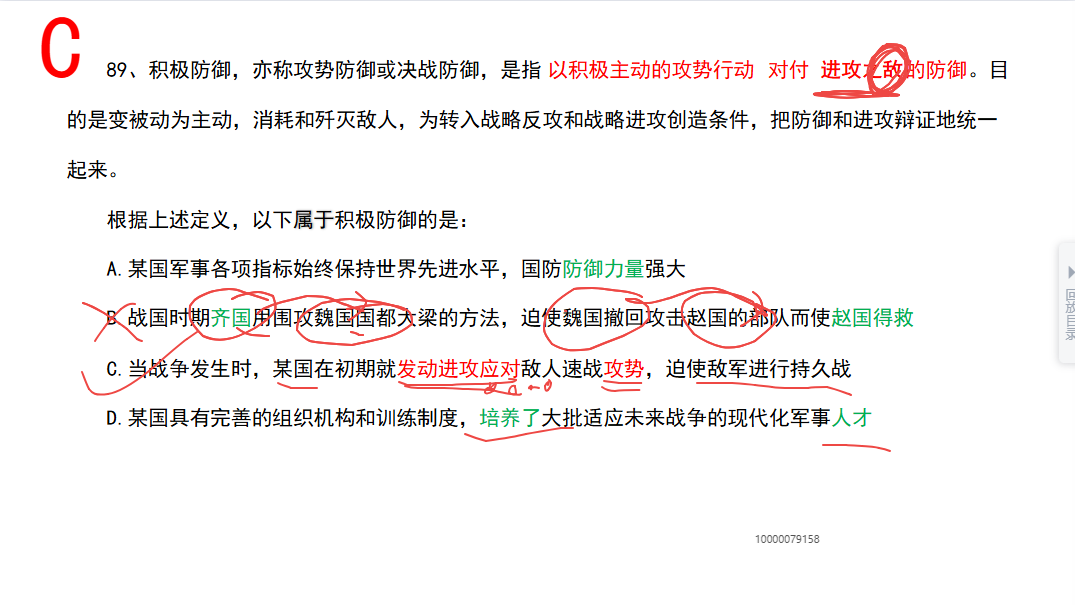 C
89、积极防御，亦称攻势防御或决战防御，是指 以积极主动的攻势行动 对付 进攻之敌的防御。目
的是变被动为主动，消耗和歼灭敌人，为转入战略反攻和战略进攻创造条件，把防御和进攻辩证地统一
起来。
根据上述定义，以下属于积极防御的是：
A.某国军事各项指标始终保持世界先进水平，国防防御力量强大
B 战国时期齐国用围攻魏国国都大梁的方法，迫使魏国撤回攻击赵国的部队而使赵国得救
C.当战争发生时，某国在初期就发动进攻应对敌人速战攻势，迫使敌军进行持久战
D.某国具有完善的组织机构和训练制度，培养了大批适应未来战争的现代化军事人才
回放目录
10000079158